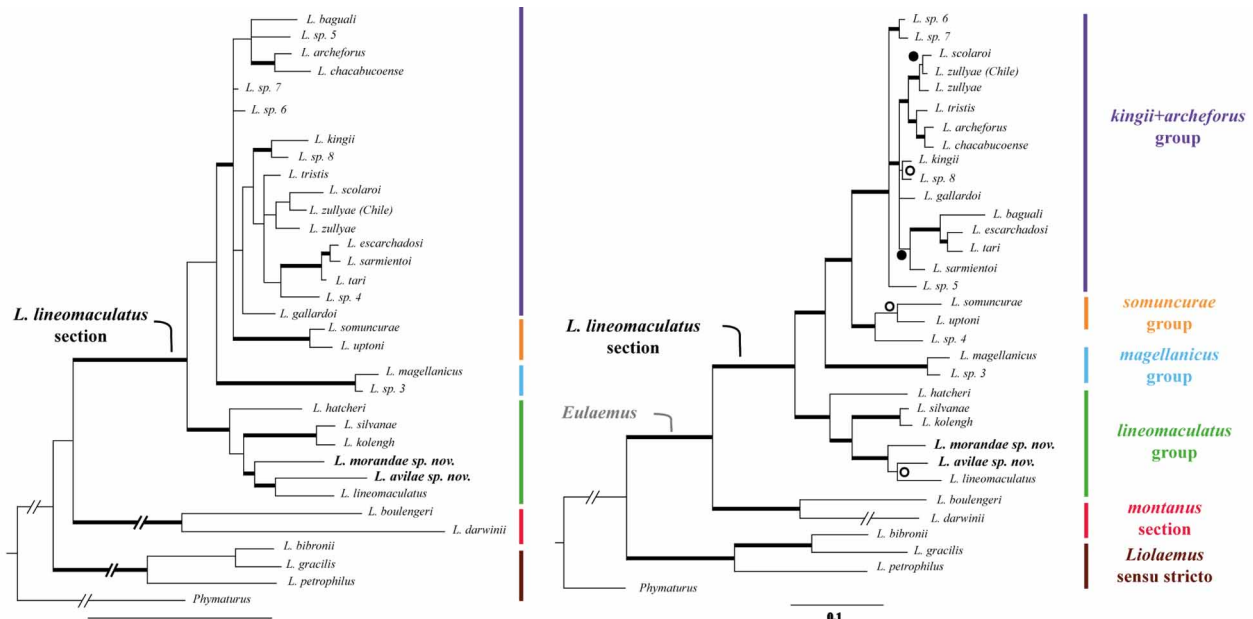 L. baguali
L. sp. 5
L. archeforus
L. chacabucoense
L. sp. 7
L. sp. 6
L. kingii
L. sp. 8
L. tristis
L. scolaroi
L. zullyae (Chile)
L. zullyae
L. escarchadosi
L. sarmientoi
L. tari
L. sp. 4
L. gallardoi
L. somuncurae
L. uptoni
L. magellanicus
L. sp. 3
L. hatcheri
L. silvanae
L. kolengh
L. morandae sp. nov.
L. avilae sp. nov.
L. lineomaculatus
L. boulengeri
L. darwinii
L. bibronii
L. gracilis
L. petrophilus
Phymaturus
L. lineomaculatus
section
L. sp. 6
L. sp. 7
L. scolaroi
L. zullyae (Chile)
L. zullyae
L. tristis
L. archeforus
L. chacabucoense
L. kingii
L. sp. 8
L. gallardoi
L. baguali
L. escarchadosi
L. tari
L. sarmientoi
L. sp. 5
L. somuncurae
L. uptoni
L. sp. 4
L. magellanicus
L. sp. 3
L. hatcheri
L. silvanae
L. kolengh
L. morandae sp. nov.
L. avilae sp. nov.
L. lineomaculatus
L. boulengeri
L. darwinii
L. bibronii
L. gracilis
L. petrophilus
Phymaturus
L. lineomaculatus
section
Eulaemus
0.1
kingii+archeforus
group
somuncurae
group
magellanicus
group
lineomaculatus
group
montanus
section
Liolaemus
sensu stricto